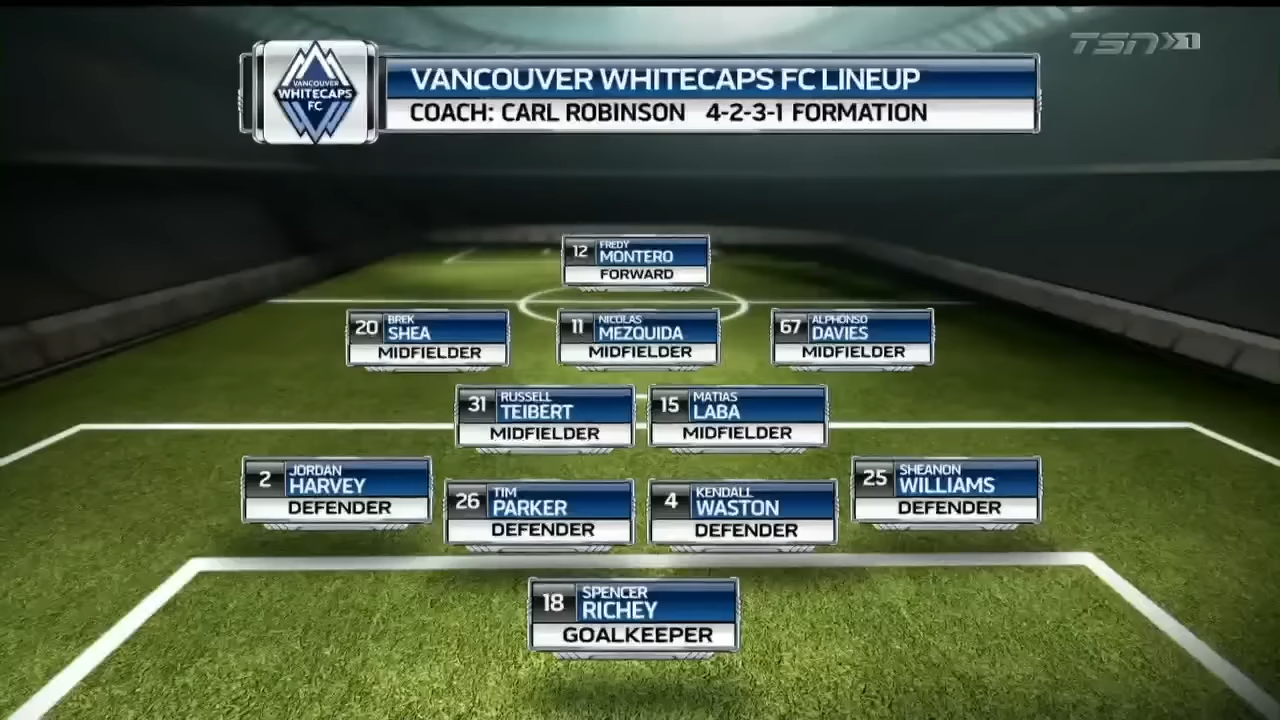 TSN 1
VANCOUVER
WHITECAPS
FC
VANCOUVER WHITECAPS FC LINEUP
COACH: CARL ROBINSON 4-2-3-1 FORMATION
12 FREDY
MONTERO
FORWARD
20 BREK
SHEA
MIDFIELDER
11 NICOLAS
MEZQUIDA
MIDFIELDER
67 ALPHONSO
DAVIES
MIDFIELDER
31 RUSSELL
TEIBERT
MIDFIELDER
15 MATIAS
LABA
MIDFIELDER
2 JORDAN
HARVEY
DEFENDER
26 TIM
PARKER
DEFENDER
4 KENDALL
WASTON
DEFENDER
25 SHEANON
WILLIAMS
DEFENDER
18 SPENCER
RICHEY
GOALKEEPER